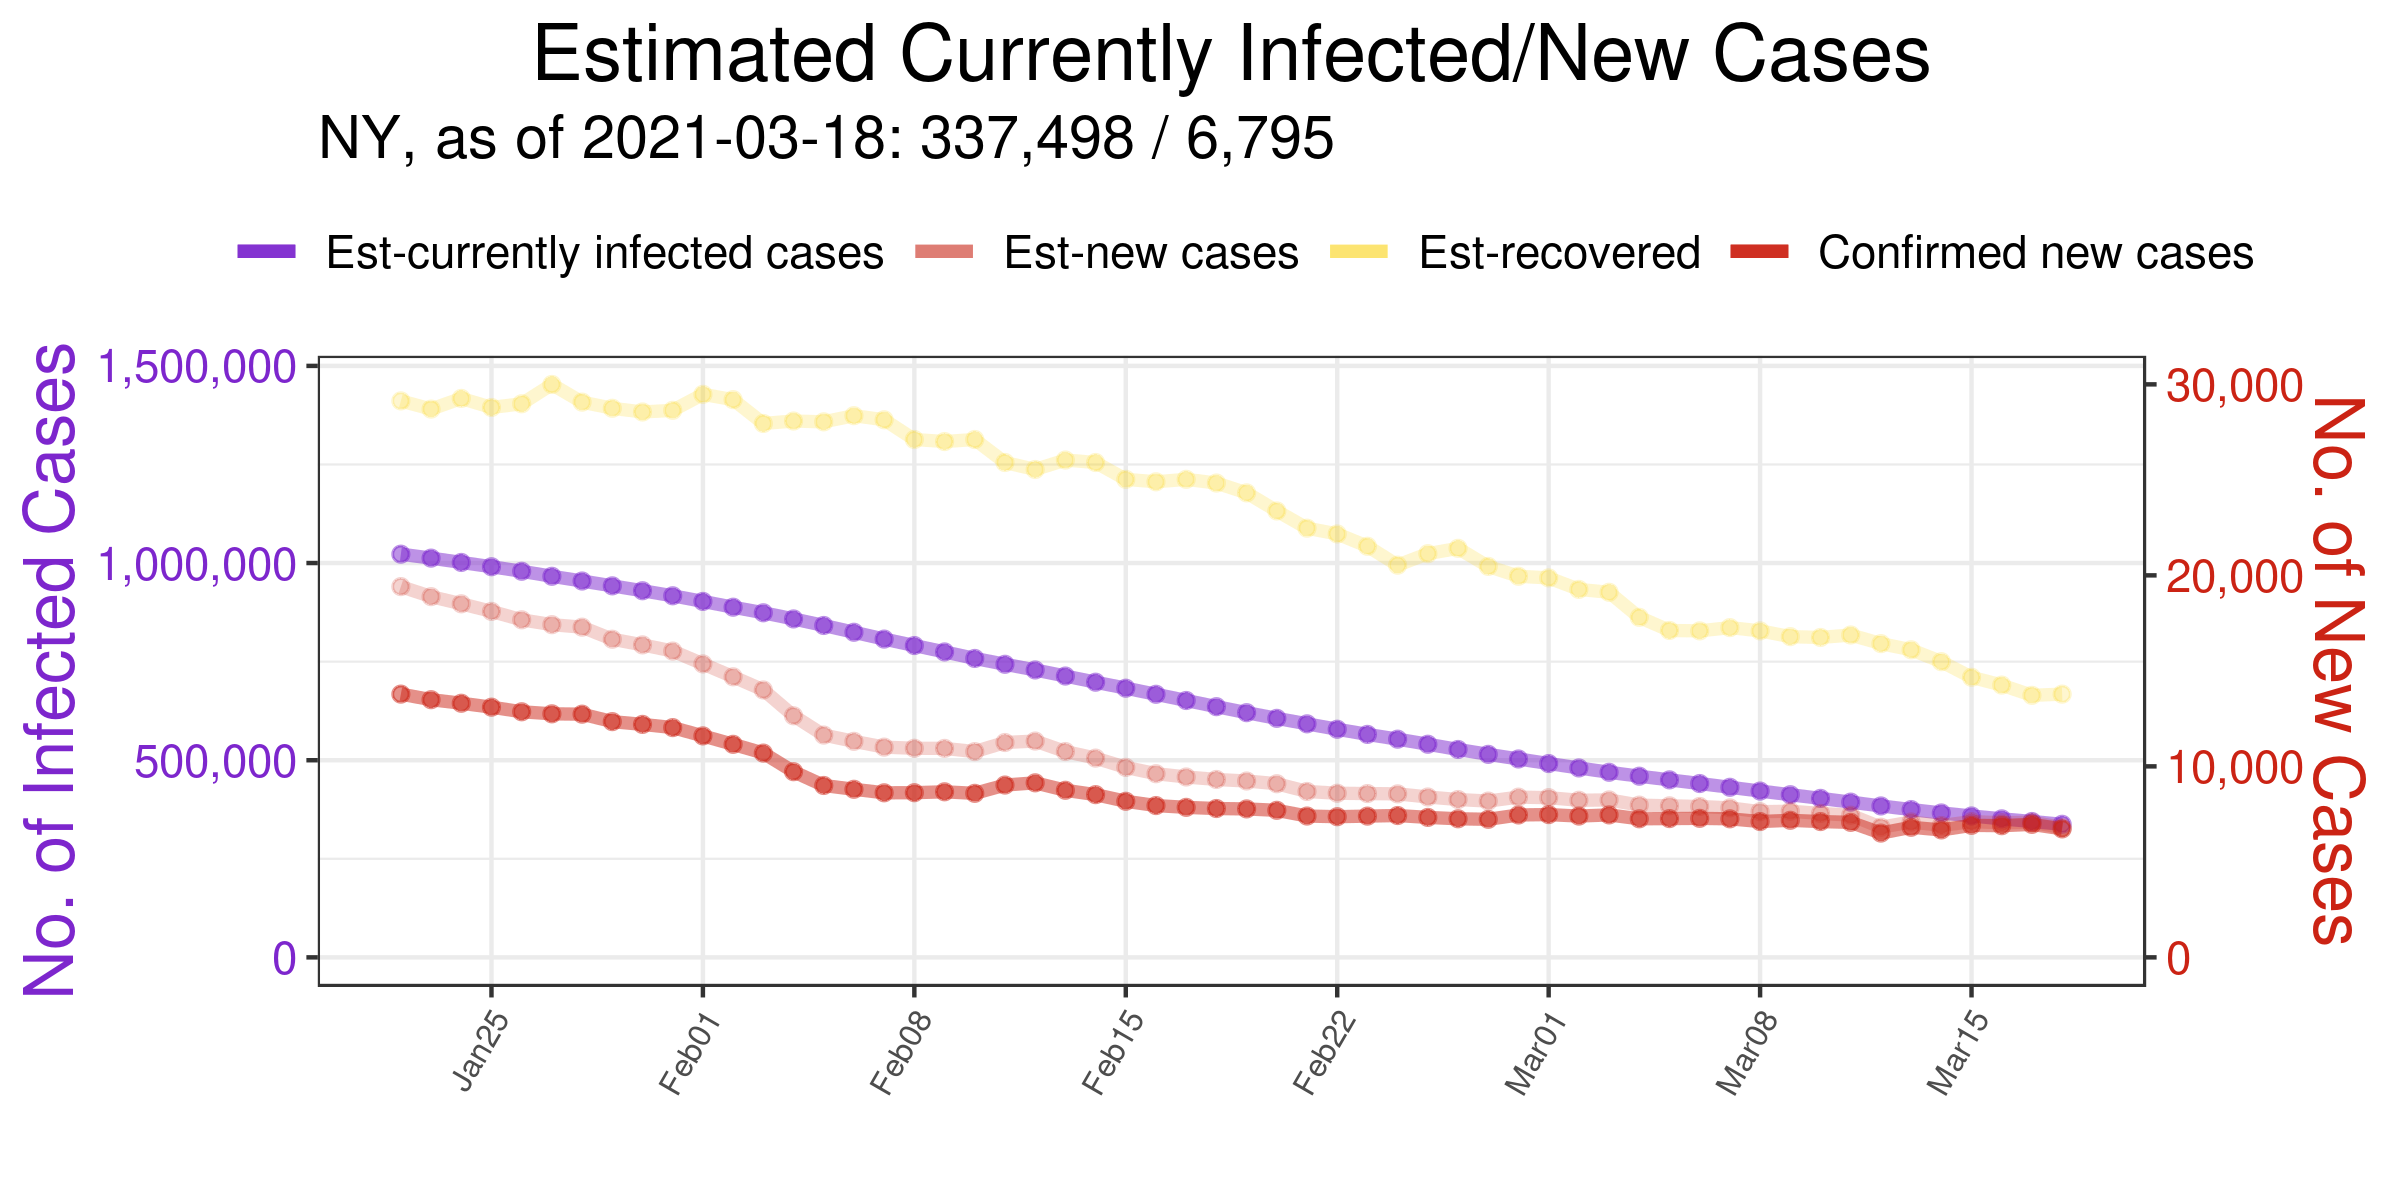 Estimated Currently Infected/New Cases
NY, as of 2021-03-18: 337,498 / 6,795
Est-currently infected cases Est-new cases Est-recovered Confirmed new cases
No. of Infected Cases
1,500,000
1,000,000
500,000
0
30,000
20,000
10,000
0
No. of New Cases
Jan25 Feb01 Feb08 Feb15 Feb22 Mar01 Mar08 Mar15